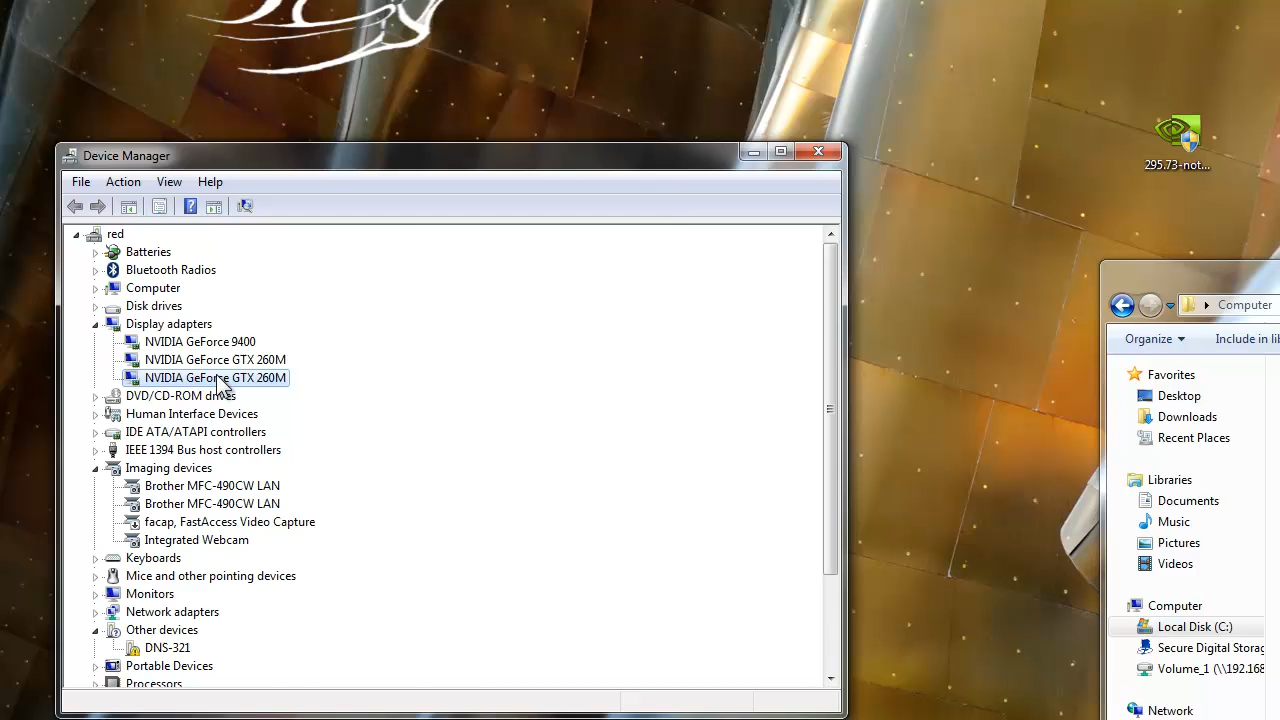 295.73-not...
Device Manager
File Action View Help
red
Batteries
Bluetooth Radios
Computer
Disk drives
Display adapters
NVIDIA GeForce 9400
NVIDIA GeForce GTX 260M
NVIDIA GeForce GTX 260M
DVD/CD-ROM drives
Human Interface Devices
IDE ATA/ATAPI controllers
IEEE 1394 Bus host controllers
Imaging devices
Brother MFC-490CW LAN
Brother MFC-490CW LAN
facap, FastAccess Video Capture
Integrated Webcam
Keyboards
Mice and other pointing devices
Monitors
Network adapters
Other devices
DNS-321
Portable Devices
Processors
Computer
Organize Include in lib
Favorites
Desktop
Downloads
Recent Places
Libraries
Documents
Music
Pictures
Videos
Computer
Local Disk (C:)
Secure Digital Storag
Volume_1 (\\192.168
Network